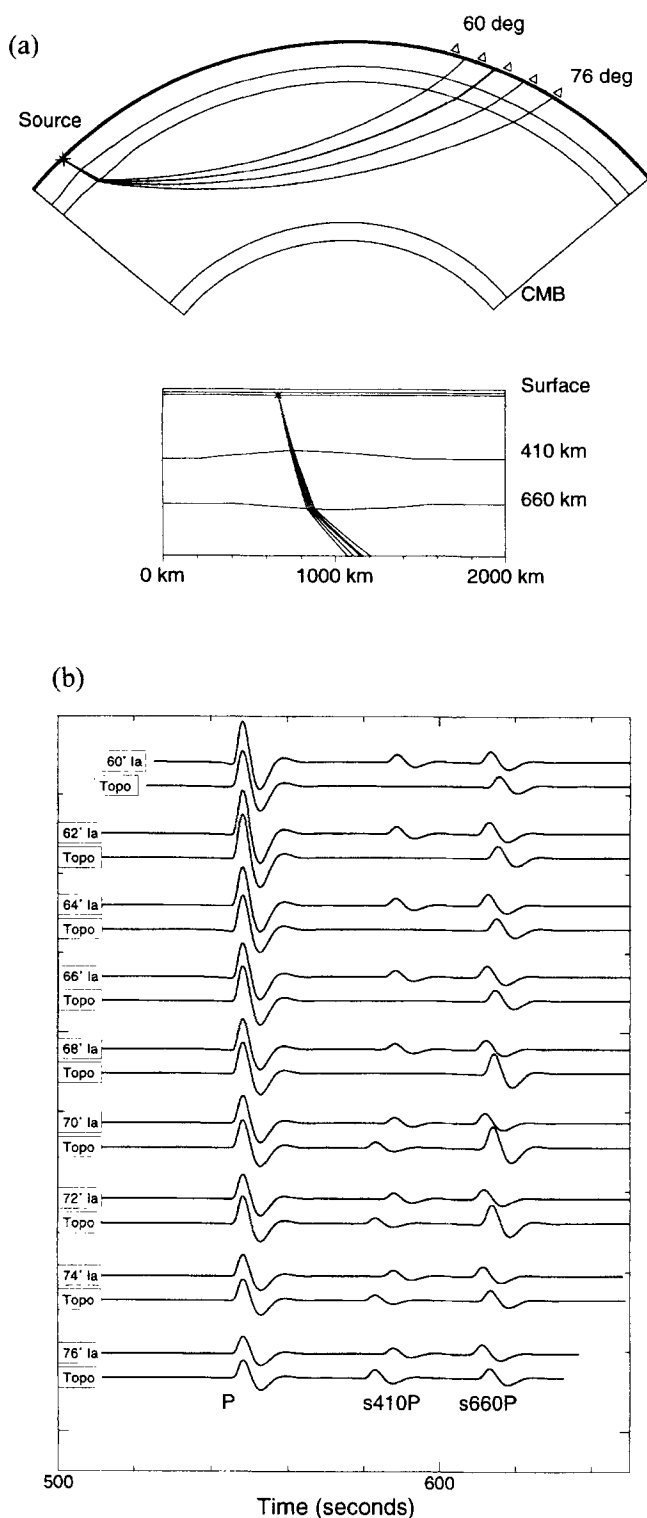 (a)
60 deg
76 deg
Source
CMB
Surface
410 km
660 km
0 km 1000 km 2000 km
(b)
60° Ia
Topo
62° Ia
Topo
64° Ia
Topo
66° Ia
Topo
68° Ia
Topo
70° Ia
Topo
72° Ia
Topo
74° Ia
Topo
76° Ia
Topo
P s410P s660P
500 600
Time (seconds)